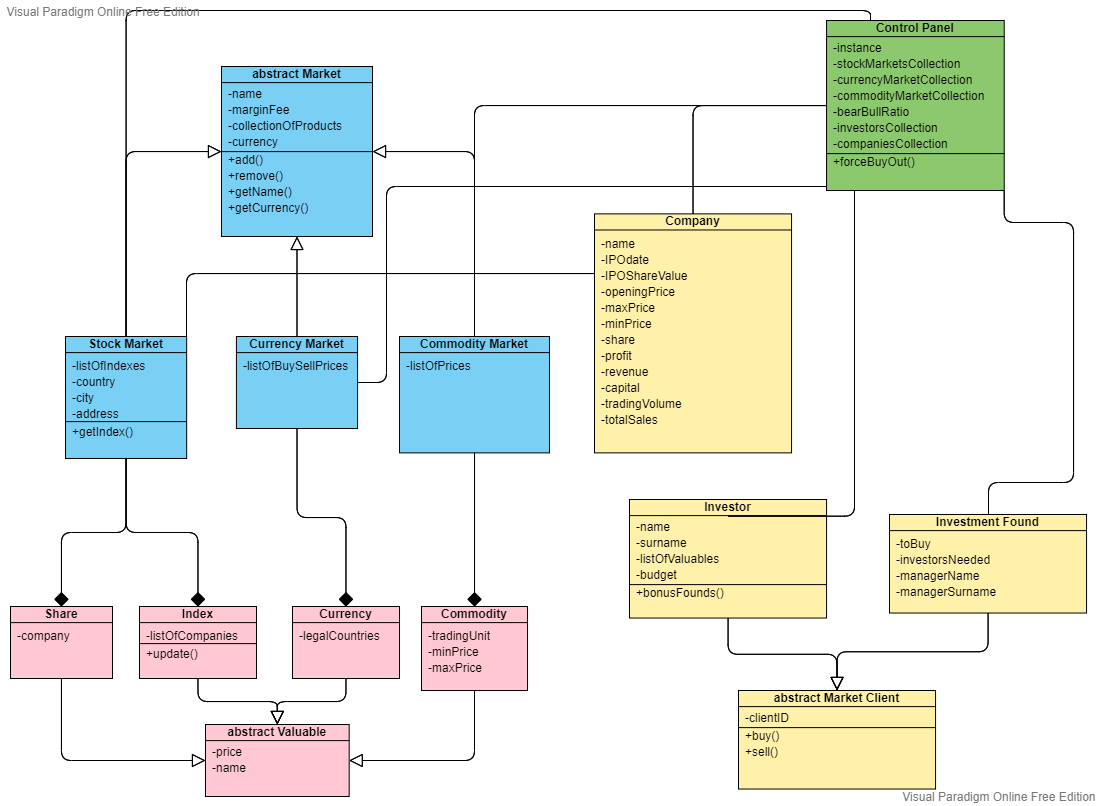 Visual Paradigm Online Free Edition
Control Panel
-instance
-stockMarketsCollection
-currencyMarketCollection
-commodityMarketCollection
-bearBullRatio
-investorsCollection
-companiesCollection
+forceBuyOut()
abstract Market
-name
-marginFee
-collectionOfProducts
-currency
+add()
+remove()
+getName()
+getCurrency()
Company
-name
-IPOdate
-IPOShareValue
-openingPrice
-maxPrice
-minPrice
-share
-profit
-revenue
-capital
-tradingVolume
-totalSales
Stock Market
-listOfIndexes
-country
-city
-address
+getIndex()
Currency Market
-listOfBuySellPrices
Commodity Market
-listOfPrices
Investor
-name
-surname
-listOfValuables
-budget
+bonusFounds()
Investment Found
-toBuy
-investorsNeeded
-managerName
-managerSurname
Share
-company
Index
-listOfCompanies
+update()
Currency
-legalCountries
Commodity
-tradingUnit
-minPrice
-maxPrice
abstract Valuable
-price
-name
abstract Market Client
-clientID
+buy()
+sell()
Visual Paradigm Online Free Edition